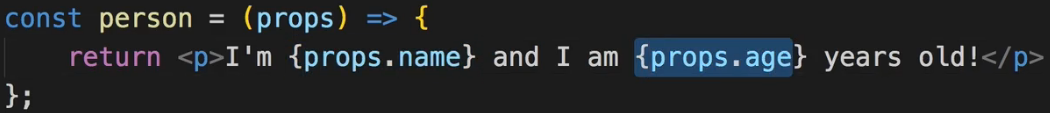 const person = (props) => {
    return <p>I'm {props.name} and I am {props.age} years old!</p>
};